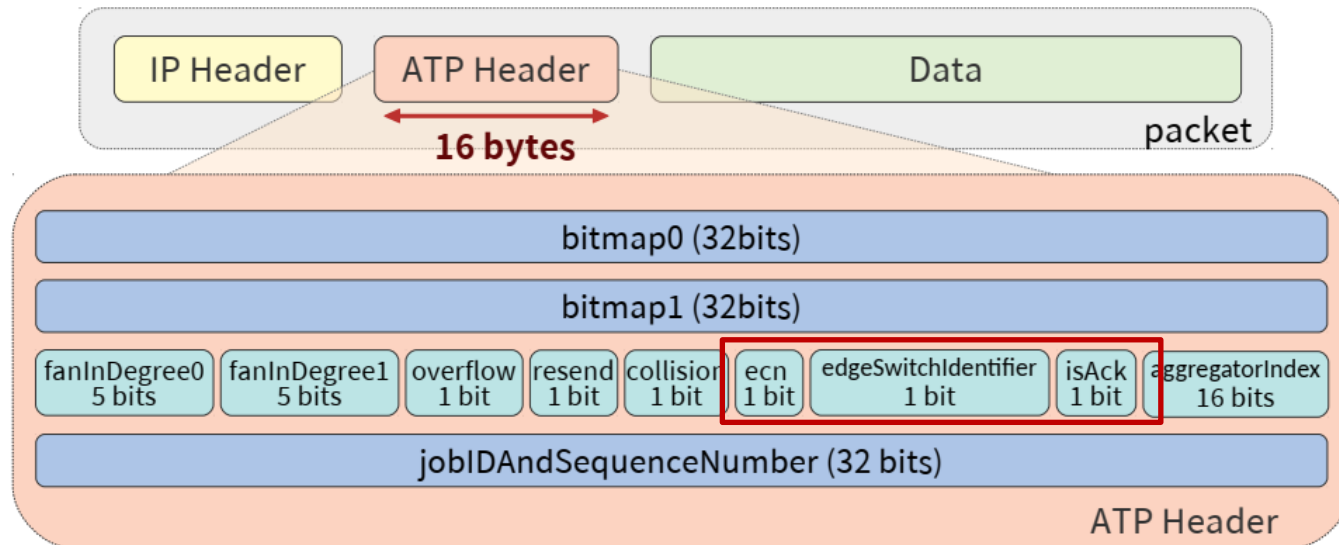 IP Header
ATP Header
Data
16 bytes
packet
bitmap0 (32bits)
bitmap1 (32bits)
fanInDegree0
5 bits
fanInDegree1
5 bits
overflow
1 bit
resend
1 bit
collision
1 bit
ecn
1 bit
edgeSwitchIdentifier
1 bit
isAck
1 bit
aggregatorIndex
16 bits
jobIDAndSequenceNumber (32 bits)
ATP Header